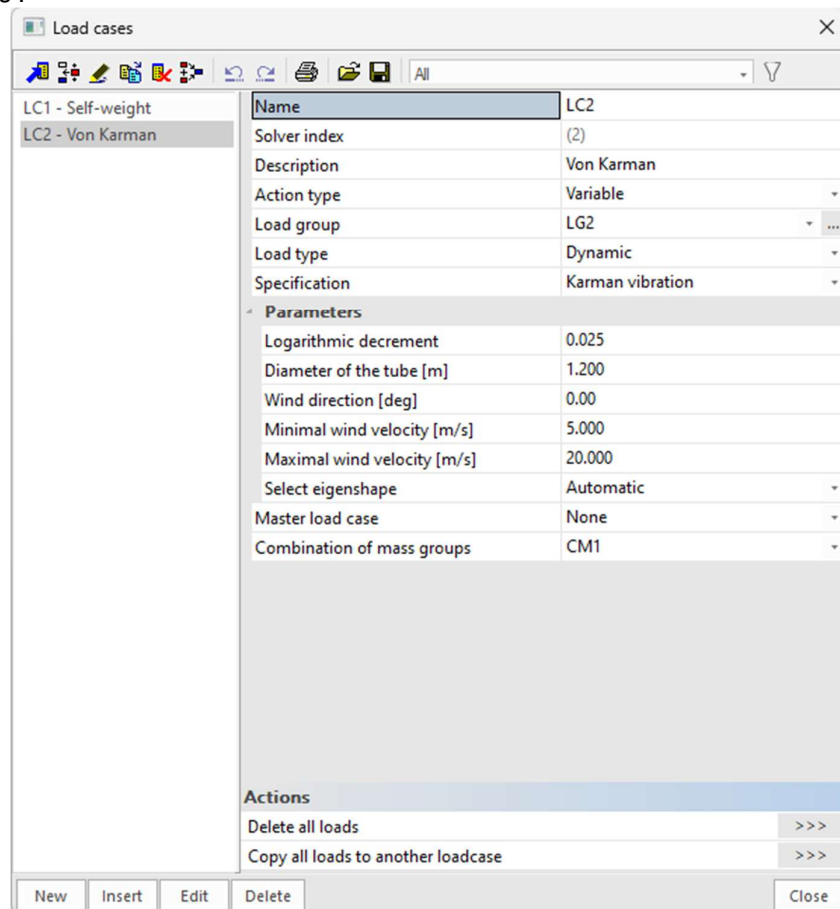 Load cases
All
LC1 - Self-weight
LC2 - Von Karman
Name LC2
Solver index (2)
Description Von Karman
Action type Variable
Load group LG2 ...
Load type Dynamic
Specification Karman vibration
Parameters
Logarithmic decrement 0.025
Diameter of the tube [m] 1.200
Wind direction [deg] 0.00
Minimal wind velocity [m/s] 5.000
Maximal wind velocity [m/s] 20.000
Select eigenshape Automatic
Master load case None
Combination of mass groups CM1
Actions
Delete all loads >>>
Copy all loads to another loadcase >>>
New Insert Edit Delete Close